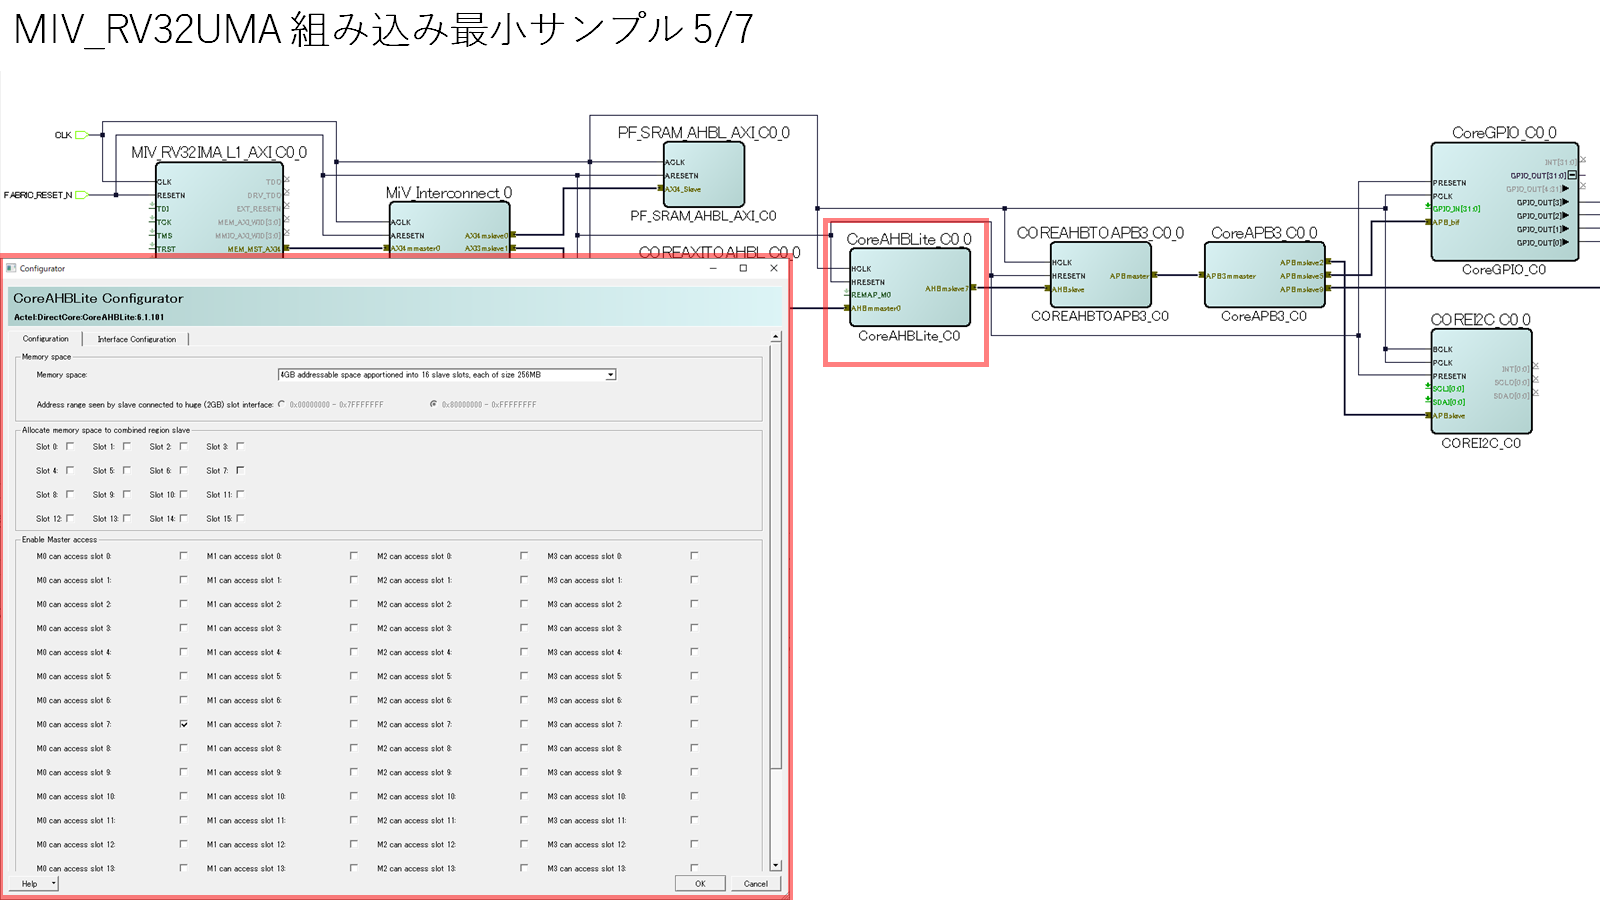 MIV_RV32UMA 組み込み最小サンプル 5/7
CLK
FABRIC_RESET_N
MIV_RV32IMA_L1_AXI_C0_0
CLK
RESETN
TDI
TCK
TMS
TRST
TDO
DRV_TDO
EXT_RESETN
MEM_AXI_WID[3:0]
MMIO_AXI_WID[3:0]
MEM_MST_AXI4
MiV_Interconnect_0
ACLK
ARESETN
AXI4mmaster0
AXI4mslave0
AXI3mslave1
PF_SRAM_AHBL_AXI_C0_0
ACLK
ARESETN
AXI4_Slave
PF_SRAM_AHBL_AXI_C0
COREAXITOAHBL_C0_0
CoreAHBLite_C0_0
HCLK
HRESETN
REMAP_M0
AHBmmaster0
AHBmslave7
CoreAHBLite_C0
COREAHBTOAPB3_C0_0
HCLK
HRESETN
AHBslave
APBmaster
COREAHBTOAPB3_C0
CoreAPB3_C0_0
APB3mmaster
APBmslave2
APBmslave9
CoreAPB3_C0
CoreGPIO_C0_0
PRESETN
PCLK
GPIO_IN[31:0]
APB_bif
INT[31:0]
GPIO_OUT[31:0]
GPIO_OUT[4:31]
GPIO_OUT[3]
GPIO_OUT[2]
GPIO_OUT[1]
GPIO_OUT[0]
CoreGPIO_C0
COREI2C_C0_0
BCLK
PCLK
PRESETN
SCLI[0:0]
SDAI[0:0]
APBslave
INT[0:0]
SCLO[0:0]
SDAO[0:0]
COREI2C_C0
Configurator
CoreAHBLite Configurator
Actel:DirectCore:CoreAHBLite:6.1.101
Configuration
Interface Configuration
Memory space
Memory space:
4GB addressable space apportioned into 16 slave slots, each of size 256MB
Address range seen by slave connected to huge (2GB) slot interface:
0x00000000 - 0x7FFFFFFF
0x80000000 - 0xFFFFFFFF
Allocate memory space to combined region slave
Slot 0: Slot 1: Slot 2: Slot 3:
Slot 4: Slot 5: Slot 6: Slot 7:
Slot 8: Slot 9: Slot 10: Slot 11:
Slot 12: Slot 13: Slot 14: Slot 15:
Enable Master access
M0 can access slot 0: M1 can access slot 0: M2 can access slot 0: M3 can access slot 0:
M0 can access slot 1: M1 can access slot 1: M2 can access slot 1: M3 can access slot 1:
M0 can access slot 2: M1 can access slot 2: M2 can access slot 2: M3 can access slot 2:
M0 can access slot 3: M1 can access slot 3: M2 can access slot 3: M3 can access slot 3:
M0 can access slot 4: M1 can access slot 4: M2 can access slot 4: M3 can access slot 4:
M0 can access slot 5: M1 can access slot 5: M2 can access slot 5: M3 can access slot 5:
M0 can access slot 6: M1 can access slot 6: M2 can access slot 6: M3 can access slot 6:
M0 can access slot 7: M1 can access slot 7: M2 can access slot 7: M3 can access slot 7:
M0 can access slot 8: M1 can access slot 8: M2 can access slot 8: M3 can access slot 8:
M0 can access slot 9: M1 can access slot 9: M2 can access slot 9: M3 can access slot 9:
M0 can access slot 10: M1 can access slot 10: M2 can access slot 10: M3 can access slot 10:
M0 can access slot 11: M1 can access slot 11: M2 can access slot 11: M3 can access slot 11:
M0 can access slot 12: M1 can access slot 12: M2 can access slot 12: M3 can access slot 12:
M0 can access slot 13: M1 can access slot 13: M2 can access slot 13: M3 can access slot 13:
Help
OK
Cancel